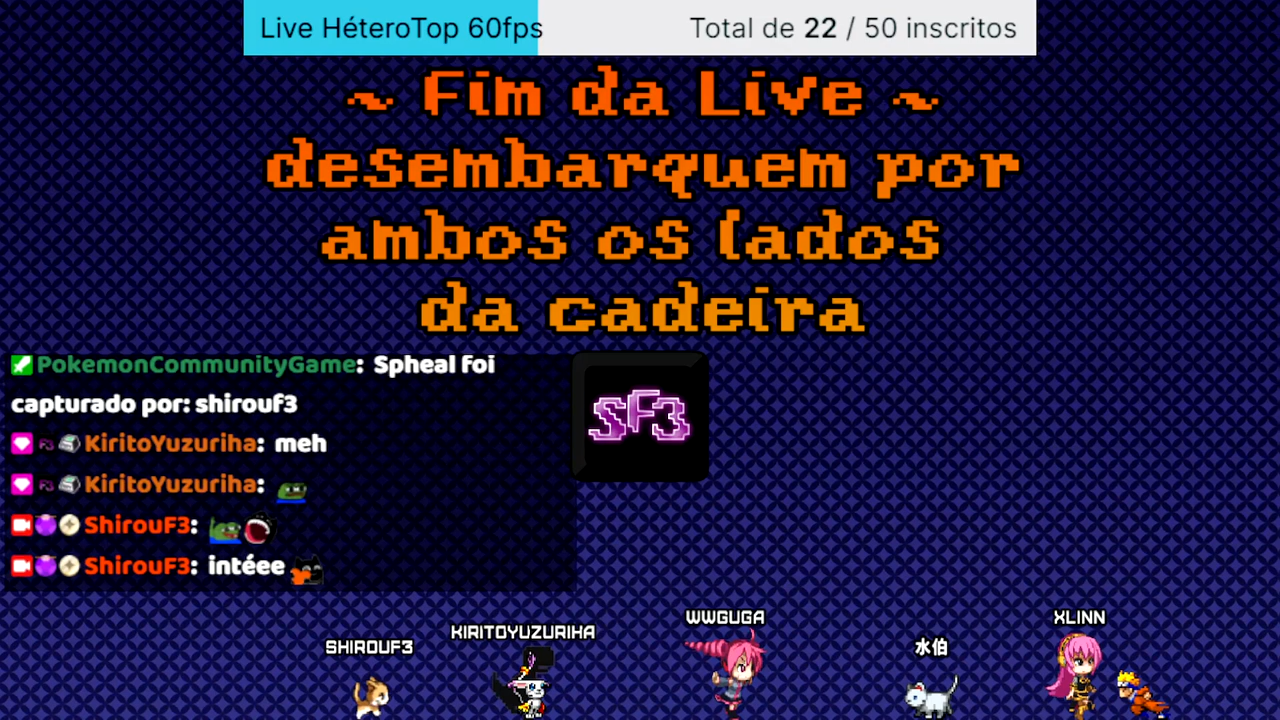 Live HéteroTop 60fps
Total de 22 / 50 inscritos
~ Fim da Live ~
desembarquem por
ambos os lados
da cadeira
PokemonCommunityGame: Spheal foi
capturado por: shirouf3
KiritoYuzuriha: meh
KiritoYuzuriha:
ShirouF3:
ShirouF3: intéee
SF3
SHIROUF3
KIRITOYUZURIHA
WWGUGA
水伯
XLINN